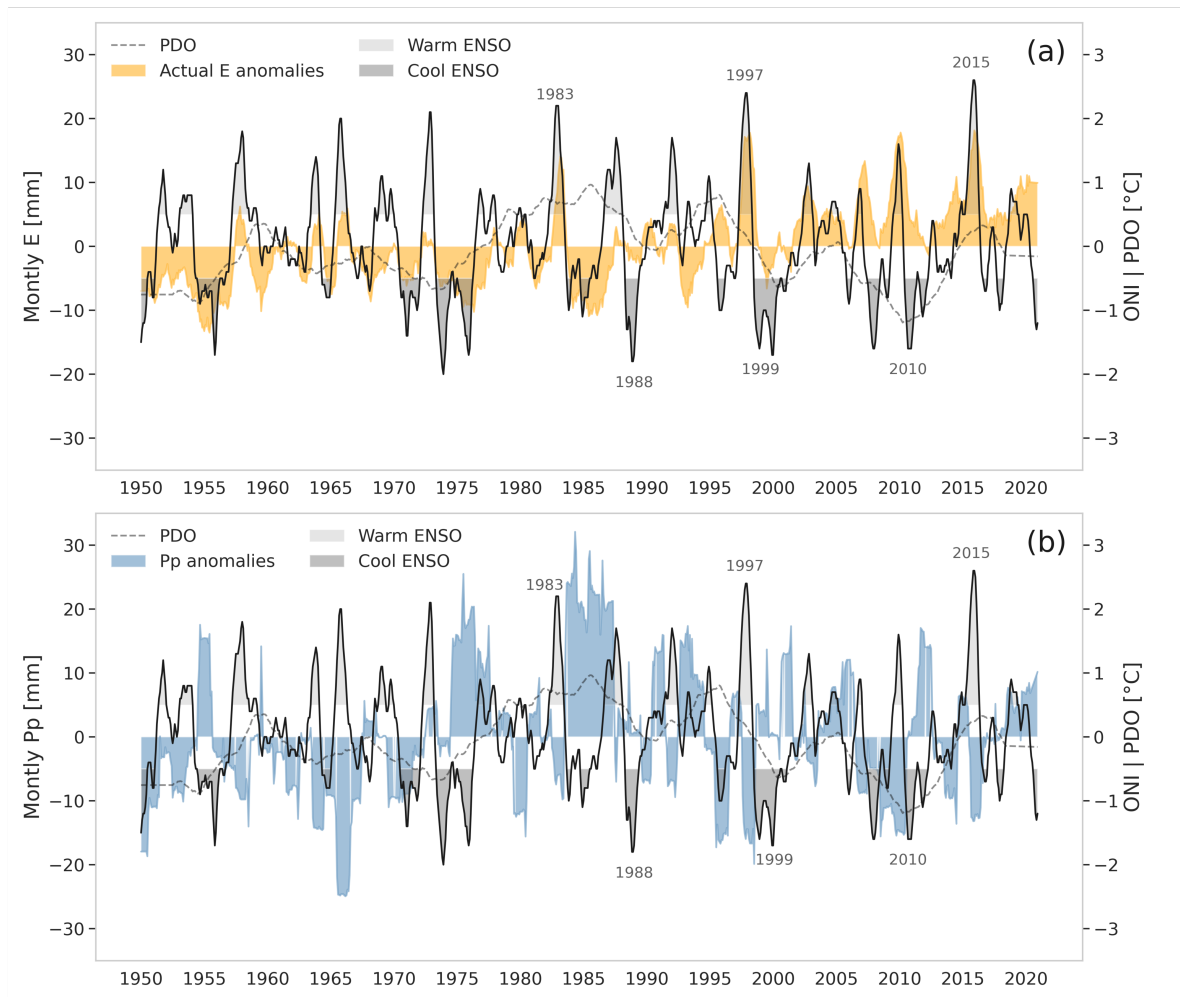 PDO
Actual E anomalies
Warm ENSO
Cool ENSO
(a)
1983
1997
2015
1988
1999
2010
Montly E [mm]
30
20
10
0
−10
−20
−30
3
2
1
0
−1
−2
−3
ONI | PDO [°C]
1950 1955 1960 1965 1970 1975 1980 1985 1990 1995 2000 2005 2010 2015 2020
PDO
Pp anomalies
Warm ENSO
Cool ENSO
(b)
1983
1997
2015
1988
1999
2010
Montly Pp [mm]
30
20
10
0
−10
−20
−30
3
2
1
0
−1
−2
−3
ONI | PDO [°C]
1950 1955 1960 1965 1970 1975 1980 1985 1990 1995 2000 2005 2010 2015 2020